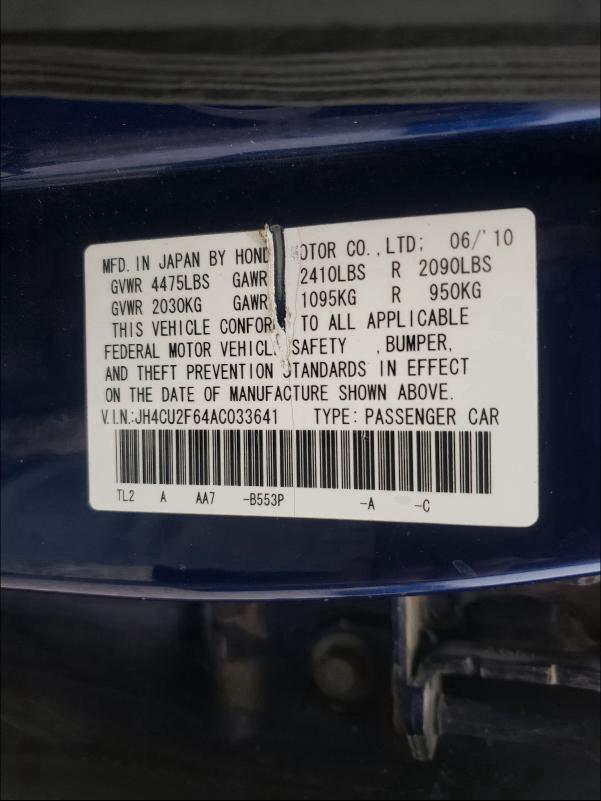 MFD. IN JAPAN BY HOND OTOR CO., LTD; 06/'10
GVWR 4475LBS GAWR 2410LBS R 2090LBS
GVWR 2030KG GAWR 1095KG R 950KG
THIS VEHICLE CONFOR TO ALL APPLICABLE
FEDERAL MOTOR VEHICL SAFETY , BUMPER,
AND THEFT PREVENTION STANDARDS IN EFFECT
ON THE DATE OF MANUFACTURE SHOWN ABOVE.
V.I.N.:JH4CU2F64AC033641 TYPE: PASSENGER CAR
TL2 A AA7 -B553P -A -C